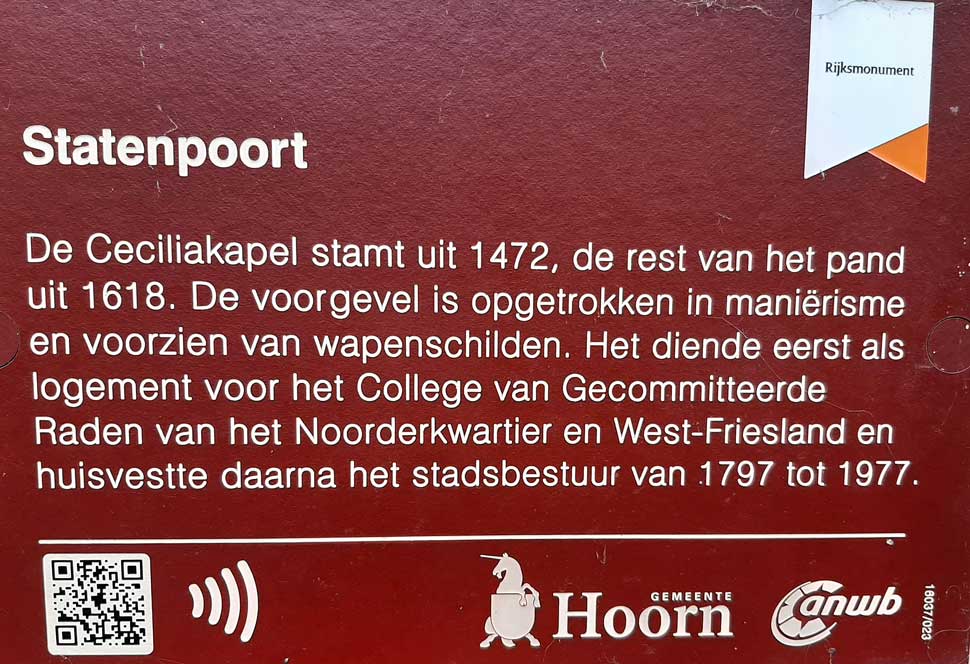 Rijksmonument
Statenpoort
De Ceciliakapel stamt uit 1472, de rest van het pand
uit 1618. De voorgevel is opgetrokken in maniërisme
en voorzien van wapenschilden. Het diende eerst als
logement voor het College van Gecommitteerde
Raden van het Noorderkwartier en West-Friesland en
huisvestte daarna het stadsbestuur van 1797 tot 1977.
GEMEENTE
Hoorn
anwb
18037/023